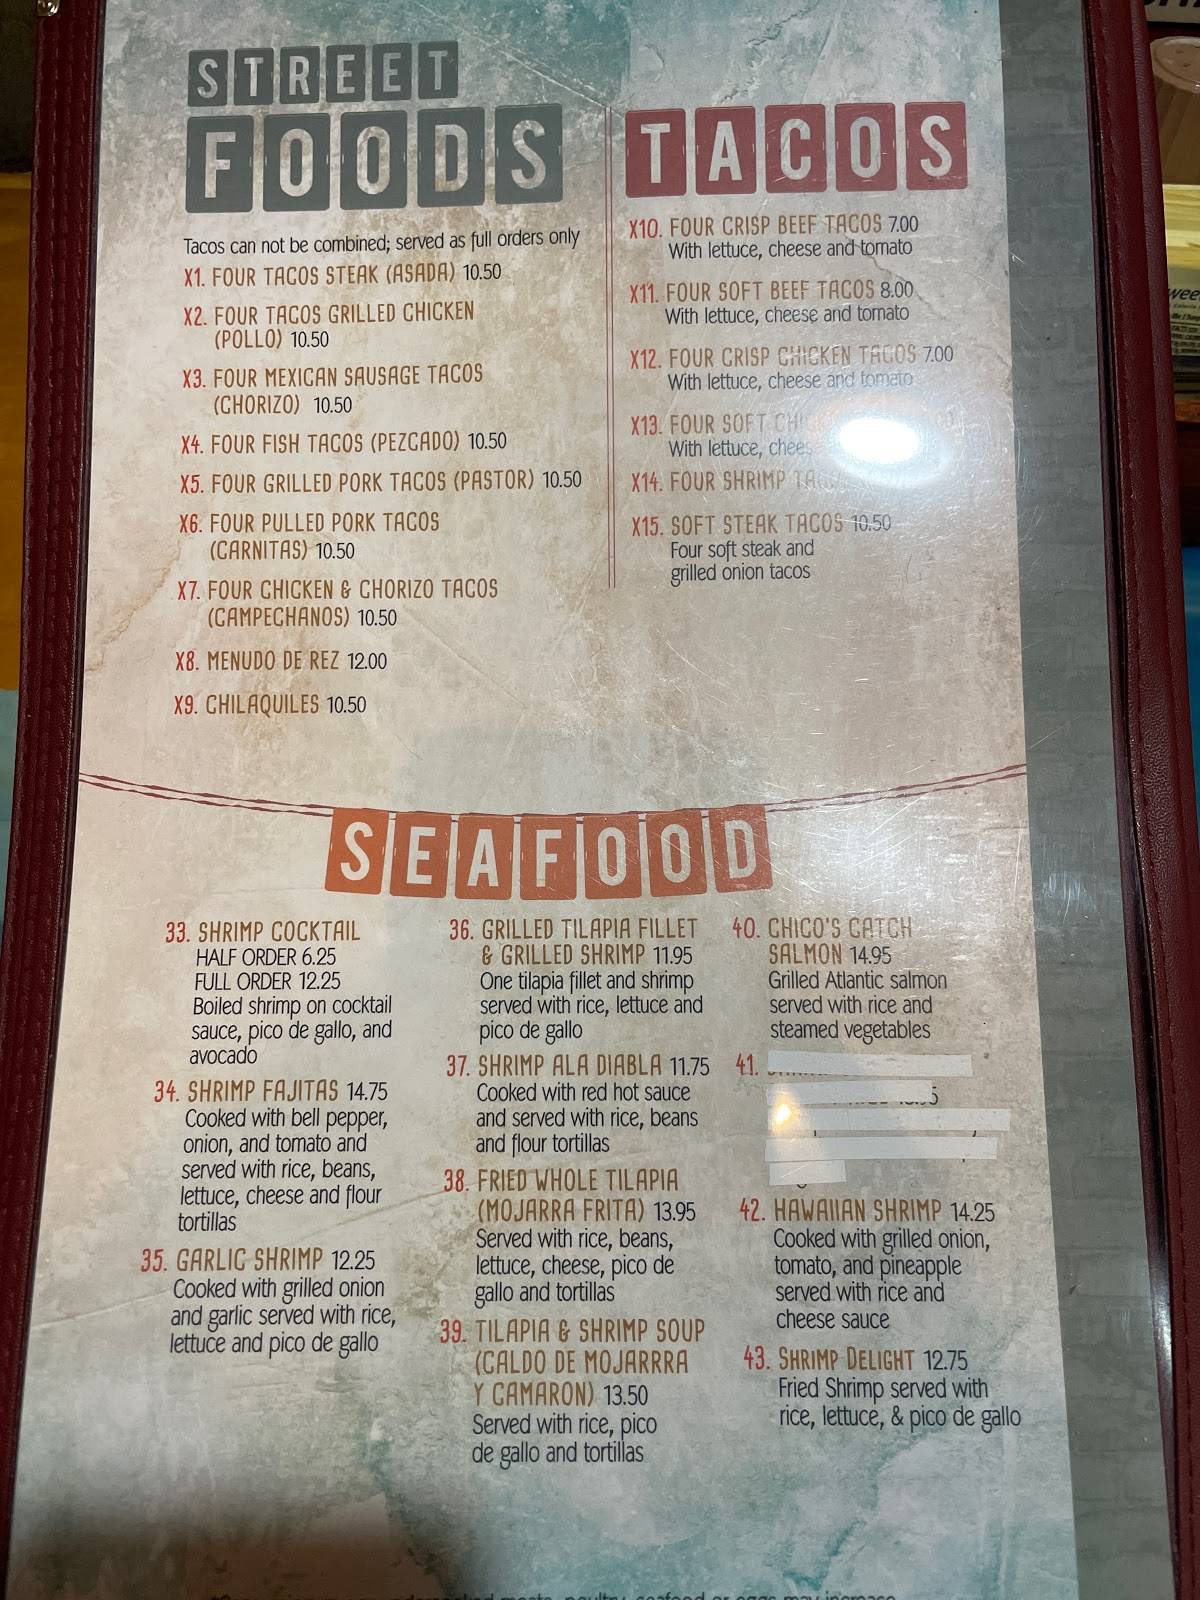 STREET
FOODS
Tacos can not be combined; served as full orders only
X1. FOUR TACOS STEAK (ASADA) 10.50
X2. FOUR TACOS GRILLED CHICKEN
(POLLO) 10.50
X3. FOUR MEXICAN SAUSAGE TACOS
(CHORIZO) 10.50
X4. FOUR FISH TACOS (PEZCADO) 10.50
X5. FOUR GRILLED PORK TACOS (PASTOR) 10.50
X6. FOUR PULLED PORK TACOS
(CARNITAS) 10.50
X7. FOUR CHICKEN & CHORIZO TACOS
(CAMPECHANOS) 10.50
X8. MENUDO DE REZ 12.00
X9. CHILAQUILES 10.50
TACOS
X10. FOUR CRISP BEEF TACOS 7.00
With lettuce, cheese and tomato
X11. FOUR SOFT BEEF TACOS 8.00
With lettuce, cheese and tomato
X12. FOUR CRISP CHICKEN TACOS 7.00
With lettuce, cheese and tomato
X13. FOUR SOFT
With lettuce,
X14. FOUR SHRIMP
X15. SOFT STEAK TACOS 10.50
Four soft steak and
grilled onion tacos
SEAFOOD
33. SHRIMP COCKTAIL
HALF ORDER 6.25
FULL ORDER 12.25
Boiled shrimp on cocktail
sauce, pico de gallo, and
avocado
34. SHRIMP FAJITAS 14.75
Cooked with bell pepper,
onion, and tomato and
served with rice, beans,
lettuce, cheese and flour
tortillas
35. GARLIC SHRIMP 12.25
Cooked with grilled onion
and garlic served with rice,
lettuce and pico de gallo
36. GRILLED TILAPIA FILLET
& GRILLED SHRIMP 11.95
One tilapia fillet and shrimp
served with rice, lettuce and
pico de gallo
37. SHRIMP ALA DIABLA 11.75
Cooked with red hot sauce
and served with rice, beans
and flour tortillas
38. FRIED WHOLE TILAPIA
(MOJARRA FRITA) 13.95
Served with rice, beans,
lettuce, cheese, pico de
gallo and tortillas
39. TILAPIA & SHRIMP SOUP
(CALDO DE MOJARRRA
Y CAMARON) 13.50
Served with rice, pico
de gallo and tortillas
40. CHICO'S CATCH
SALMON 14.95
Grilled Atlantic salmon
served with rice and
steamed vegetables
41.
42. HAWAIIAN SHRIMP 14.25
Cooked with grilled onion,
tomato, and pineapple
served with rice and
cheese sauce
43. SHRIMP DELIGHT 12.75
Fried Shrimp served with
rice, lettuce, & pico de gallo